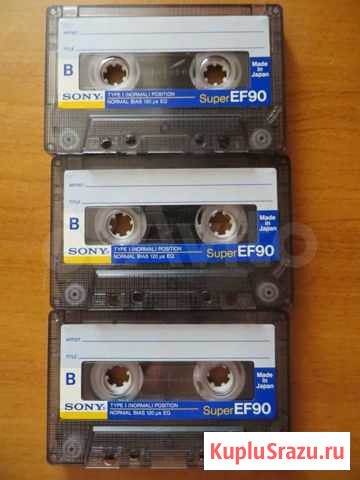 ARTIST
TITLE
B
SONY
TYPE I (NORMAL) POSITION
NORMAL BIAS 120 μs EQ
Super EF90
Made in
Japan
ARTIST
TITLE
B
SONY
TYPE I (NORMAL) POSITION
NORMAL BIAS 120 μs EQ
Super EF90
Made in
Japan
ARTIST
TITLE
B
SONY
TYPE I (NORMAL) POSITION
NORMAL BIAS 120 μs EQ
Super EF90
Made in
Japan
KupluSrazu.ru